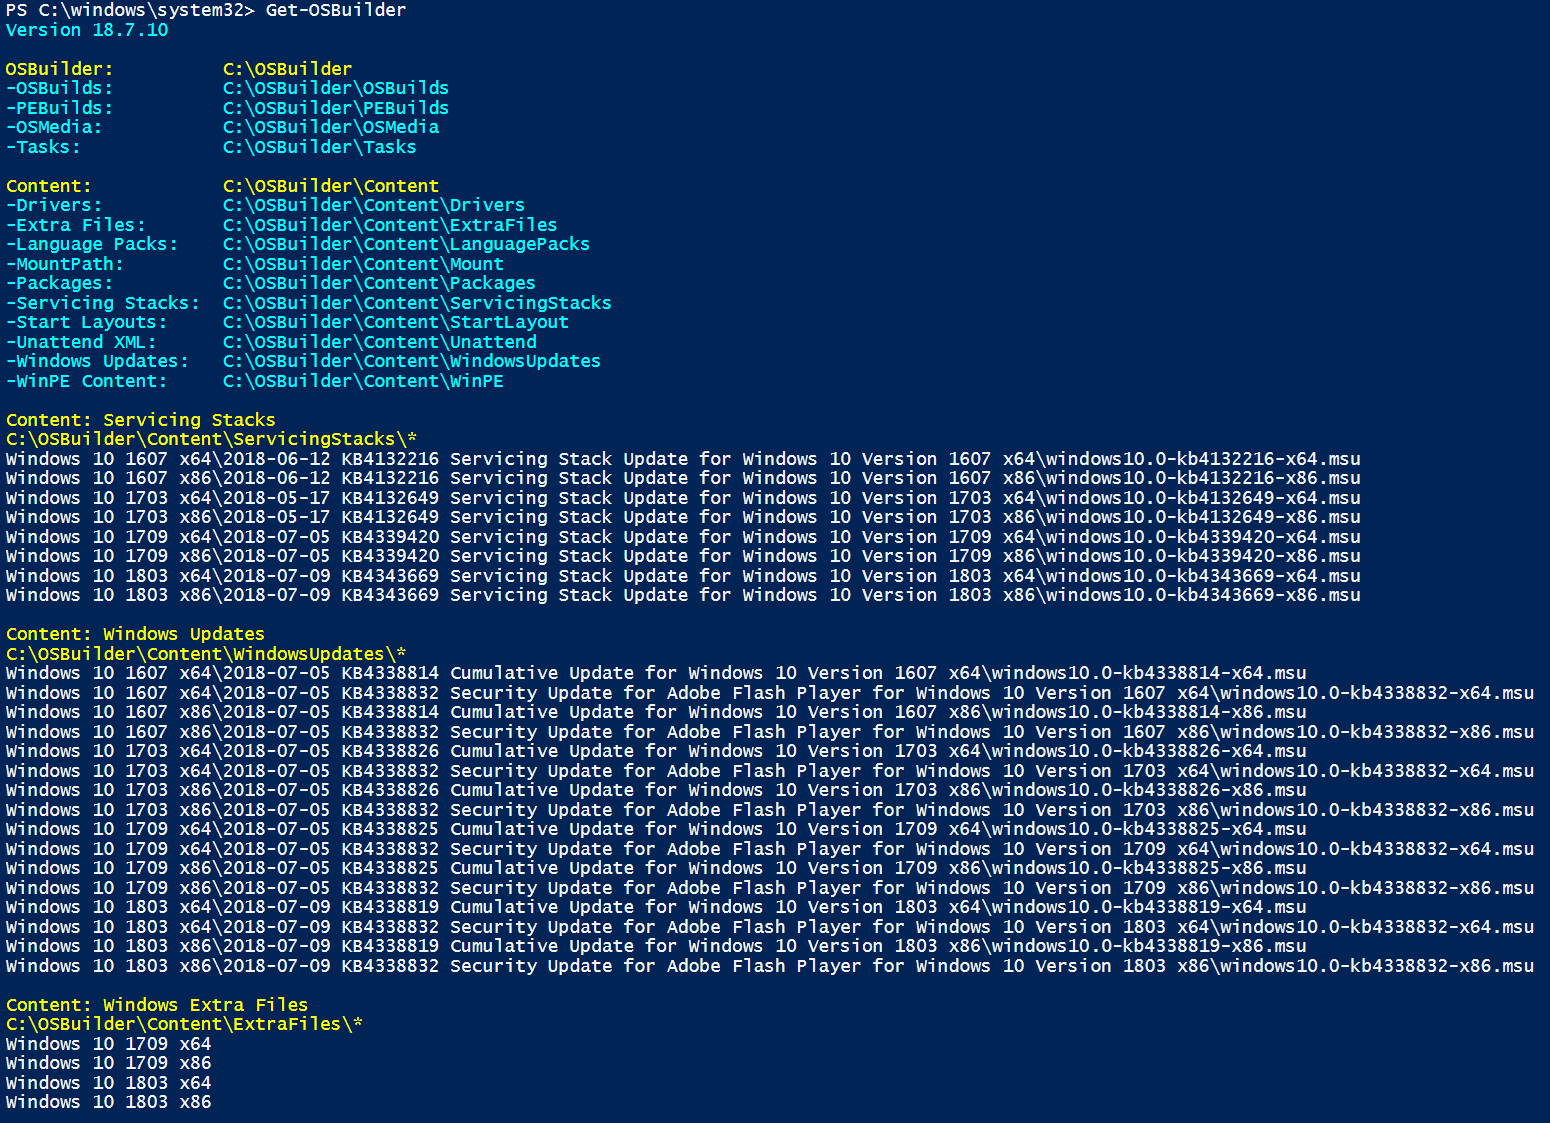 PS C:\windows\system32> Get-OSBuilder
Version 18.7.10
OSBuilder: C:\OSBuilder
-OSBuilds: C:\OSBuilder\OSBuilds
-PEBuilds: C:\OSBuilder\PEBuilds
-OSMedia: C:\OSBuilder\OSMedia
-Tasks: C:\OSBuilder\Tasks
Content: C:\OSBuilder\Content
-Drivers: C:\OSBuilder\Content\Drivers
-Extra Files: C:\OSBuilder\Content\ExtraFiles
-Language Packs: C:\OSBuilder\Content\LanguagePacks
-MountPath: C:\OSBuilder\Content\Mount
-Packages: C:\OSBuilder\Content\Packages
-Servicing Stacks: C:\OSBuilder\Content\ServicingStacks
-Start Layouts: C:\OSBuilder\Content\StartLayout
-Unattend XML: C:\OSBuilder\Content\Unattend
-Windows Updates: C:\OSBuilder\Content\WindowsUpdates
-WinPE Content: C:\OSBuilder\Content\WinPE
Content: Servicing Stacks
C:\OSBuilder\Content\ServicingStacks\*
Windows 10 1607 x64\2018-06-12 KB4132216 Servicing Stack Update for Windows 10 Version 1607 x64\windows10.0-kb4132216-x64.msu
Windows 10 1607 x86\2018-06-12 KB4132216 Servicing Stack Update for Windows 10 Version 1607 x86\windows10.0-kb4132216-x86.msu
Windows 10 1703 x64\2018-05-17 KB4132649 Servicing Stack Update for Windows 10 Version 1703 x64\windows10.0-kb4132649-x64.msu
Windows 10 1703 x86\2018-05-17 KB4132649 Servicing Stack Update for Windows 10 Version 1703 x86\windows10.0-kb4132649-x86.msu
Windows 10 1709 x64\2018-07-05 KB4339420 Servicing Stack Update for Windows 10 Version 1709 x64\windows10.0-kb4339420-x64.msu
Windows 10 1709 x86\2018-07-05 KB4339420 Servicing Stack Update for Windows 10 Version 1709 x86\windows10.0-kb4339420-x86.msu
Windows 10 1803 x64\2018-07-09 KB4343669 Servicing Stack Update for Windows 10 Version 1803 x64\windows10.0-kb4343669-x64.msu
Windows 10 1803 x86\2018-07-09 KB4343669 Servicing Stack Update for Windows 10 Version 1803 x86\windows10.0-kb4343669-x86.msu
Content: Windows Updates
C:\OSBuilder\Content\WindowsUpdates\*
Windows 10 1607 x64\2018-07-05 KB4338814 Cumulative Update for Windows 10 Version 1607 x64\windows10.0-kb4338814-x64.msu
Windows 10 1607 x64\2018-07-05 KB4338832 Security Update for Adobe Flash Player for Windows 10 Version 1607 x64\windows10.0-kb4338832-x64.msu
Windows 10 1607 x86\2018-07-05 KB4338814 Cumulative Update for Windows 10 Version 1607 x86\windows10.0-kb4338814-x86.msu
Windows 10 1607 x86\2018-07-05 KB4338832 Security Update for Adobe Flash Player for Windows 10 Version 1607 x86\windows10.0-kb4338832-x86.msu
Windows 10 1703 x64\2018-07-05 KB4338826 Cumulative Update for Windows 10 Version 1703 x64\windows10.0-kb4338826-x64.msu
Windows 10 1703 x64\2018-07-05 KB4338832 Security Update for Adobe Flash Player for Windows 10 Version 1703 x64\windows10.0-kb4338832-x64.msu
Windows 10 1703 x86\2018-07-05 KB4338826 Cumulative Update for Windows 10 Version 1703 x86\windows10.0-kb4338826-x86.msu
Windows 10 1703 x86\2018-07-05 KB4338832 Security Update for Adobe Flash Player for Windows 10 Version 1703 x86\windows10.0-kb4338832-x86.msu
Windows 10 1709 x64\2018-07-05 KB4338825 Cumulative Update for Windows 10 Version 1709 x64\windows10.0-kb4338825-x64.msu
Windows 10 1709 x64\2018-07-05 KB4338832 Security Update for Adobe Flash Player for Windows 10 Version 1709 x64\windows10.0-kb4338832-x64.msu
Windows 10 1709 x86\2018-07-05 KB4338825 Cumulative Update for Windows 10 Version 1709 x86\windows10.0-kb4338825-x86.msu
Windows 10 1709 x86\2018-07-05 KB4338832 Security Update for Adobe Flash Player for Windows 10 Version 1709 x86\windows10.0-kb4338832-x86.msu
Windows 10 1803 x64\2018-07-09 KB4338819 Cumulative Update for Windows 10 Version 1803 x64\windows10.0-kb4338819-x64.msu
Windows 10 1803 x64\2018-07-09 KB4338832 Security Update for Adobe Flash Player for Windows 10 Version 1803 x64\windows10.0-kb4338832-x64.msu
Windows 10 1803 x86\2018-07-09 KB4338819 Cumulative Update for Windows 10 Version 1803 x86\windows10.0-kb4338819-x86.msu
Windows 10 1803 x86\2018-07-09 KB4338832 Security Update for Adobe Flash Player for Windows 10 Version 1803 x86\windows10.0-kb4338832-x86.msu
Content: Windows Extra Files
C:\OSBuilder\Content\ExtraFiles\*
Windows 10 1709 x64
Windows 10 1709 x86
Windows 10 1803 x64
Windows 10 1803 x86